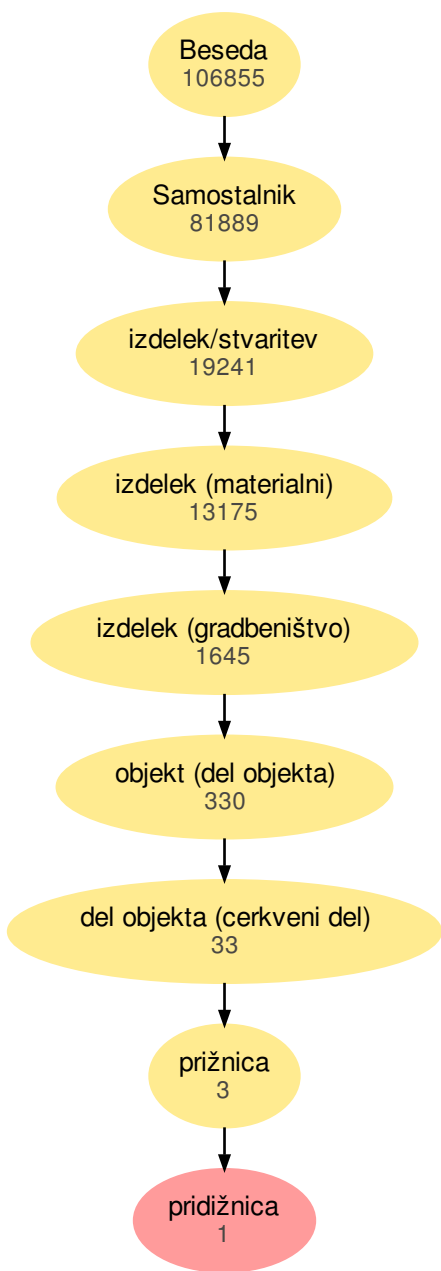 Beseda
106855
Samostalnik
81889
izdelek/stvaritev
19241
izdelek (materialni)
13175
izdelek (gradbeništvo)
1645
objekt (del objekta)
330
del objekta (cerkveni del)
33
prižnica
3
pridižnica
1